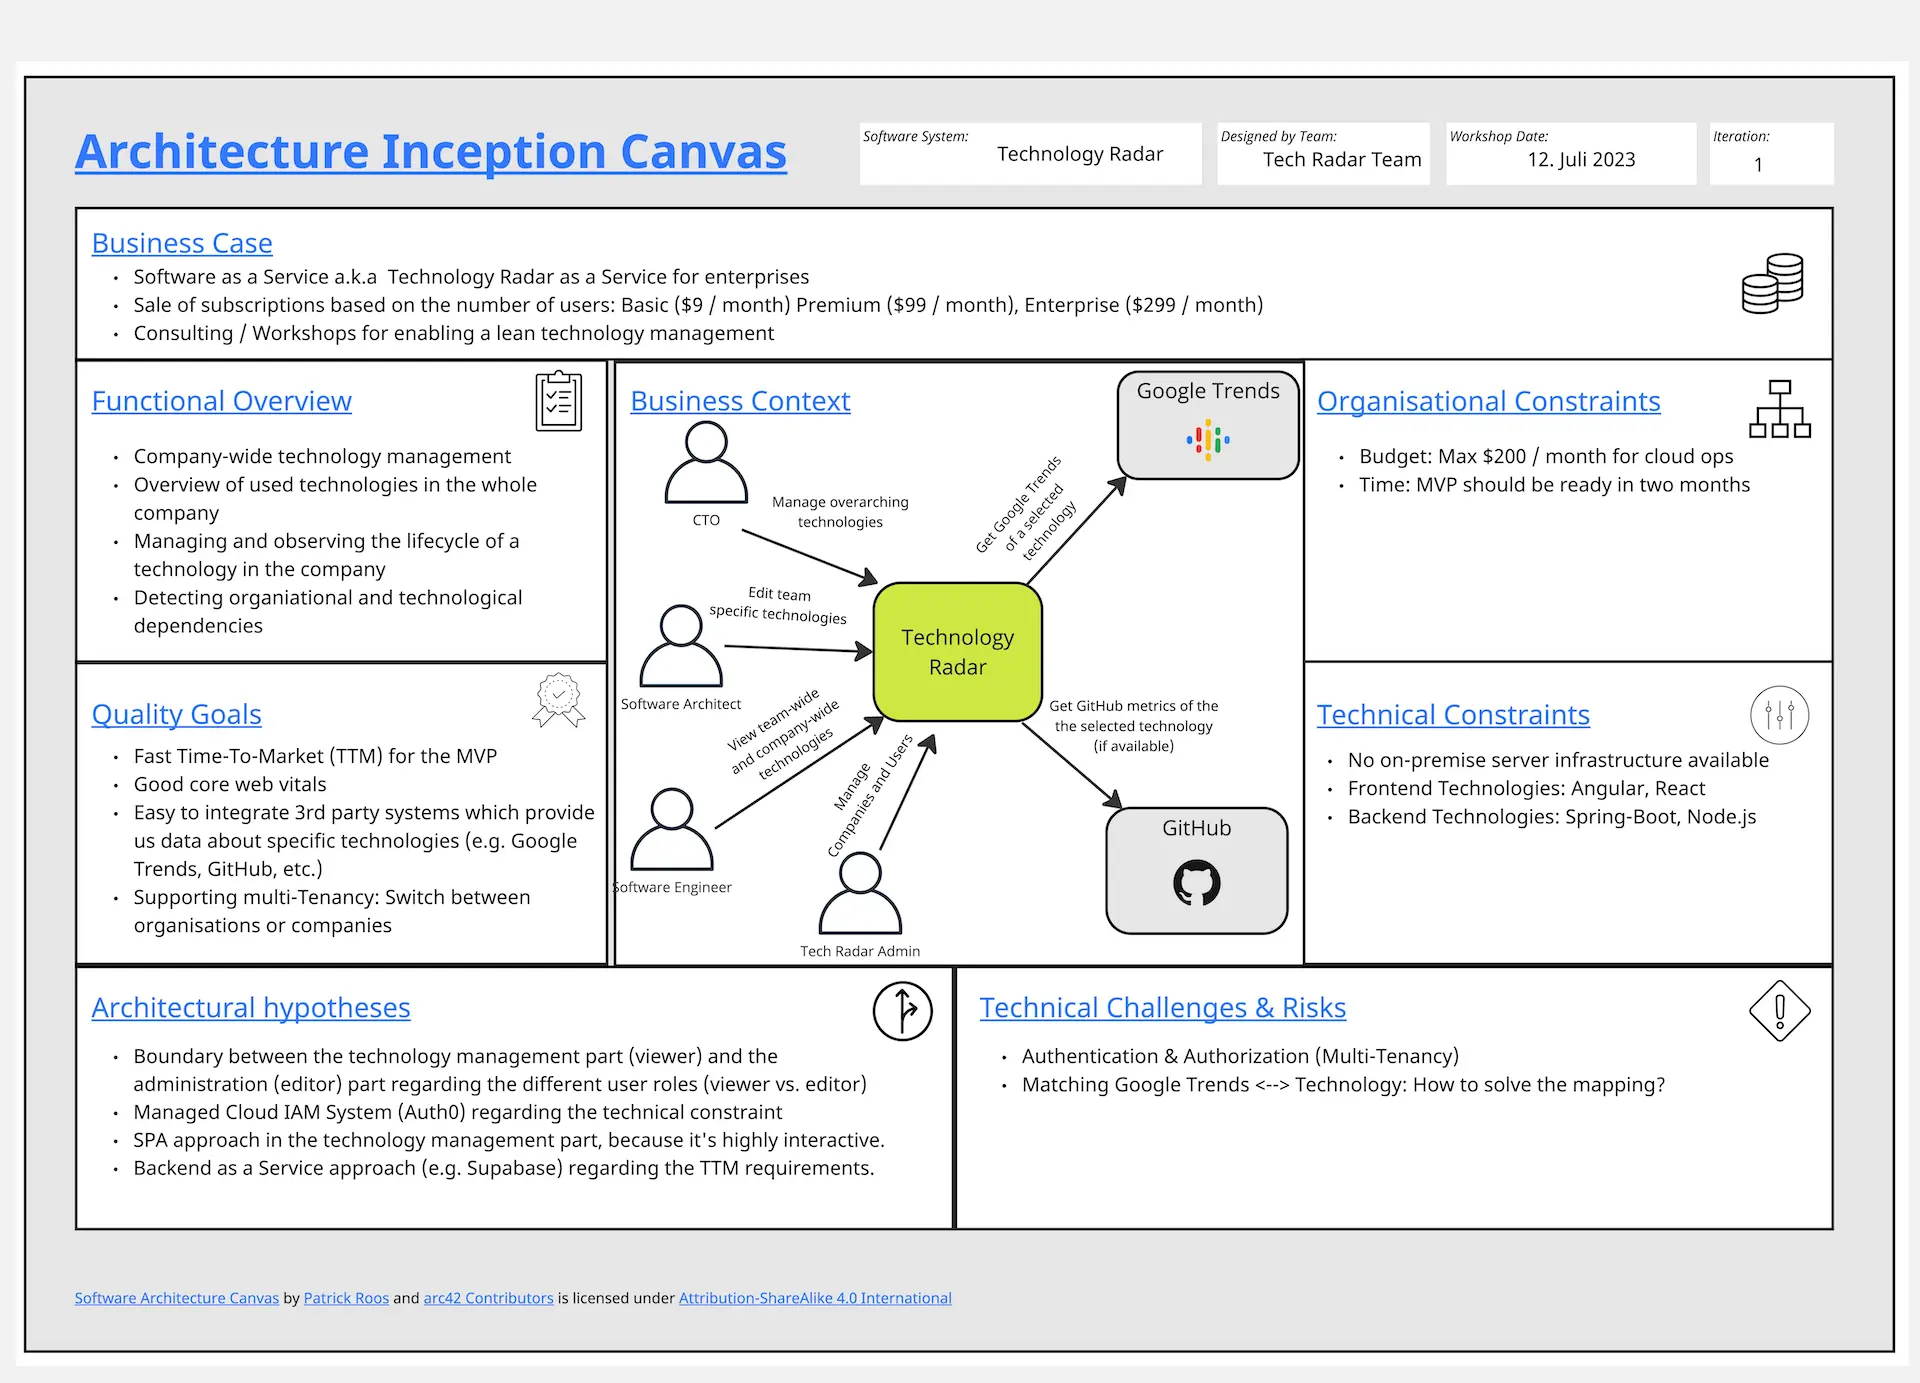 Architecture Inception Canvas
Software System:
Technology Radar
Designed by Team:
Tech Radar Team
Workshop Date:
12. Juli 2023
Iteration:
1
Business Case
• Software as a Service a.k.a  Technology Radar as a Service for enterprises
• Sale of subscriptions based on the number of users: Basic ($9 / month) Premium ($99 / month), Enterprise ($299 / month)
• Consulting / Workshops for enabling a lean technology management
Functional Overview
• Company-wide technology management
• Overview of used technologies in the whole
company
• Managing and observing the lifecycle of a
technology in the company
• Detecting organiational and technological
dependencies
Quality Goals
• Fast Time-To-Market (TTM) for the MVP
• Good core web vitals
• Easy to integrate 3rd party systems which provide
us data about specific technologies (e.g. Google
Trends, GitHub, etc.)
• Supporting multi-Tenancy: Switch between
organisations or companies
Business Context
CTO
Manage overarching
technologies
Software Architect
Edit team
specific technologies
Software Engineer
View team-wide
and company-wide
technologies
Tech Radar Admin
Manage
Companies and Users
Technology
Radar
Get Google Trends
of a selected
technology
Google Trends
Get GitHub metrics of the
the selected technology
(if available)
GitHub
Organisational Constraints
• Budget: Max $200 / month for cloud ops
• Time: MVP should be ready in two months
Technical Constraints
• No on-premise server infrastructure available
• Frontend Technologies: Angular, React
• Backend Technologies: Spring-Boot, Node.js
Architectural hypotheses
• Boundary between the technology management part (viewer) and the
administration (editor) part regarding the different user roles (viewer vs. editor)
• Managed Cloud IAM System (Auth0) regarding the technical constraint
• SPA approach in the technology management part, because it's highly interactive.
• Backend as a Service approach (e.g. Supabase) regarding the TTM requirements.
Technical Challenges & Risks
• Authentication & Authorization (Multi-Tenancy)
• Matching Google Trends <--> Technology: How to solve the mapping?
Software Architecture Canvas by Patrick Roos and arc42 Contributors is licensed under Attribution-ShareAlike 4.0 International